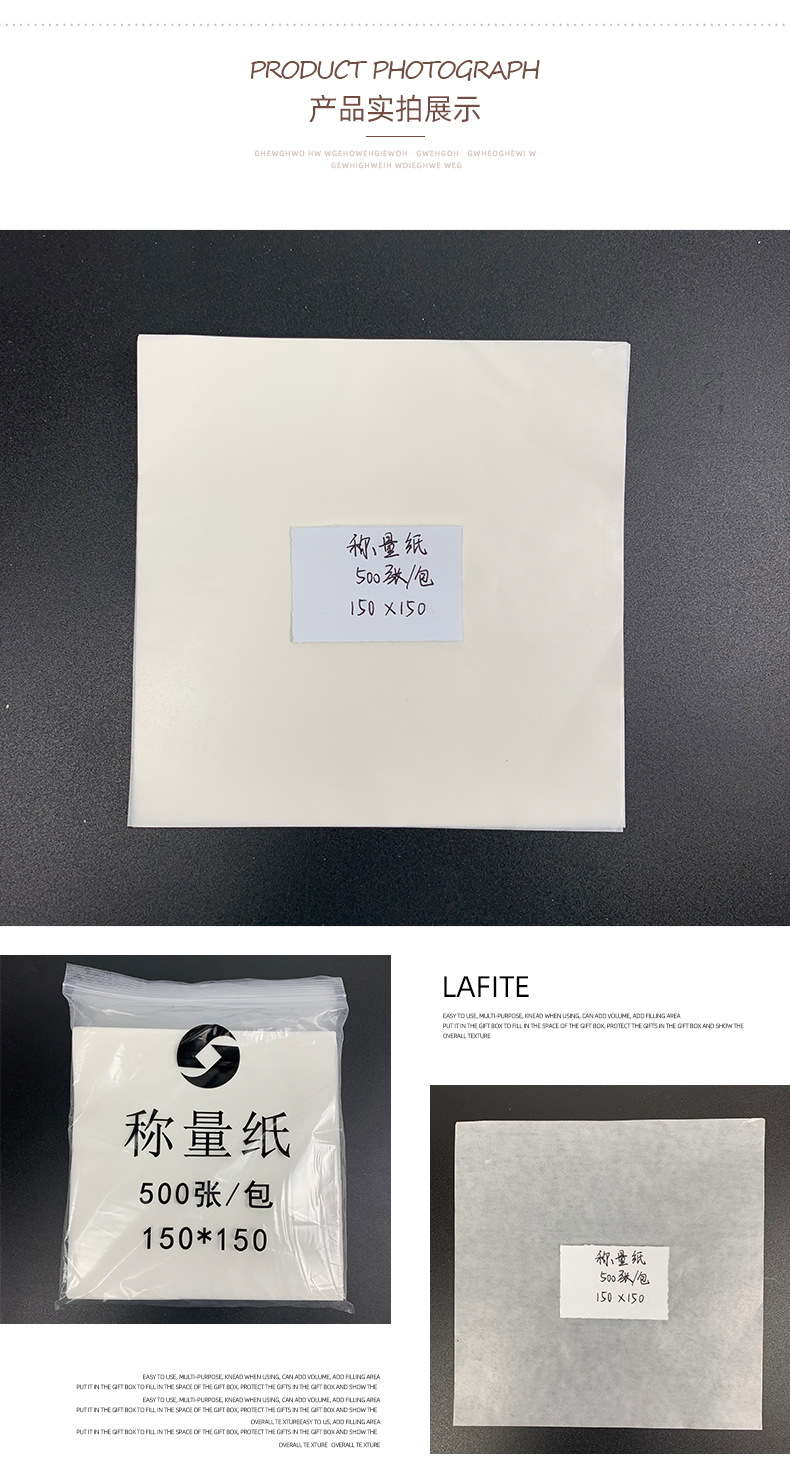 PRODUCT PHOTOGRAPH
产品实拍展示
GHEWGHWO HW WGEHOWEHGIEWOH GWEHGOH GWHEOGHEWI W
GEWHIGHWEIH WOIEGHWE WEG
称量纸
500张/包
150×150
称量纸
500张/包
150*150
LAFITE
EASY TO USE, MULTI-PURPOSE, KNEAD WHEN USING, CAN ADD VOLUME, ADD FILLING AREA
PUT IT IN THE GIFT BOX TO FILL IN THE SPACE OF THE GIFT BOX, PROTECT THE GIFTS IN THE GIFT BOX AND SHOW THE
OVERALL TEXTURE
称量纸
500张/包
150×150
EASY TO USE, MULTI-PURPOSE, KNEAD WHEN USING, CAN ADD VOLUME, ADD FILLING AREA
PUT IT IN THE GIFT BOX TO FILL IN THE SPACE OF THE GIFT BOX, PROTECT THE GIFTS IN THE GIFT BOX AND SHOW THE
EASY TO USE, MULTI-PURPOSE, KNEAD WHEN USING, CAN ADD VOLUME, ADD FILLING AREA
PUT IT IN THE GIFT BOX TO FILL IN THE SPACE OF THE GIFT BOX, PROTECT THE GIFTS IN THE GIFT BOX AND SHOW THE
OVERALL TE XTUREEASY TO US, ADD FILLING AREA
PUT IT IN THE GIFT BOX TO FILL IN THE SPACE OF THE GIFT BOX, PROTECT THE GIFTS IN THE GIFT BOX AND SHOW THE
OVERALL TE XTURE OVERALL TE XTURE